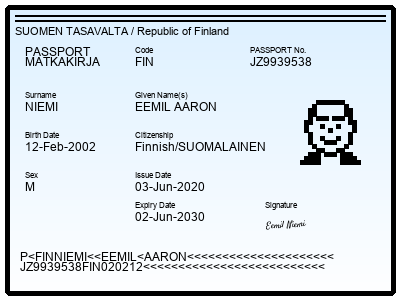 SUOMEN TASAVALTA / Republic of Finland
PASSPORT
MATKAKIRJA
Code
FIN
PASSPORT No.
JZ9939538
Surname
NIEMI
Given Name(s)
EEMIL AARON
Birth Date
12-Feb-2002
Citizenship
Finnish/SUOMALAINEN
Sex
M
Issue Date
03-Jun-2020
Expiry Date
02-Jun-2030
Signature
Eemil Niemi
P<FINNIEMI<<EEMIL<AARON<<<<<<<<<<<<<<<<<<<<<
JZ9939538FIN020212<<<<<<<<<<<<<<<<<<<<<<<<<<